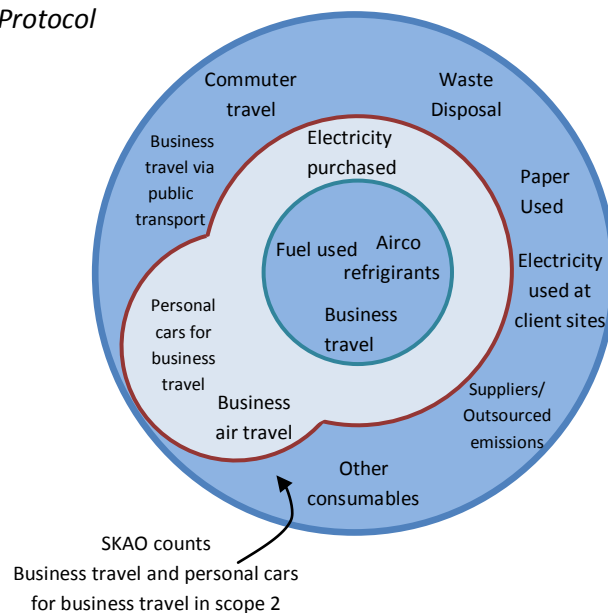 Protocol
Commuter
travel
Waste
Disposal
Business
travel via
public
transport
Electricity
purchased
Paper
Used
Fuel used
Airco
refrigirants
Electricity
used at
client sites
Business
travel
Personal
cars for
business
travel
Business
air travel
Suppliers/
Outsourced
emissions
Other
consumables
SKAO counts
Business travel and personal cars
for business travel in scope 2